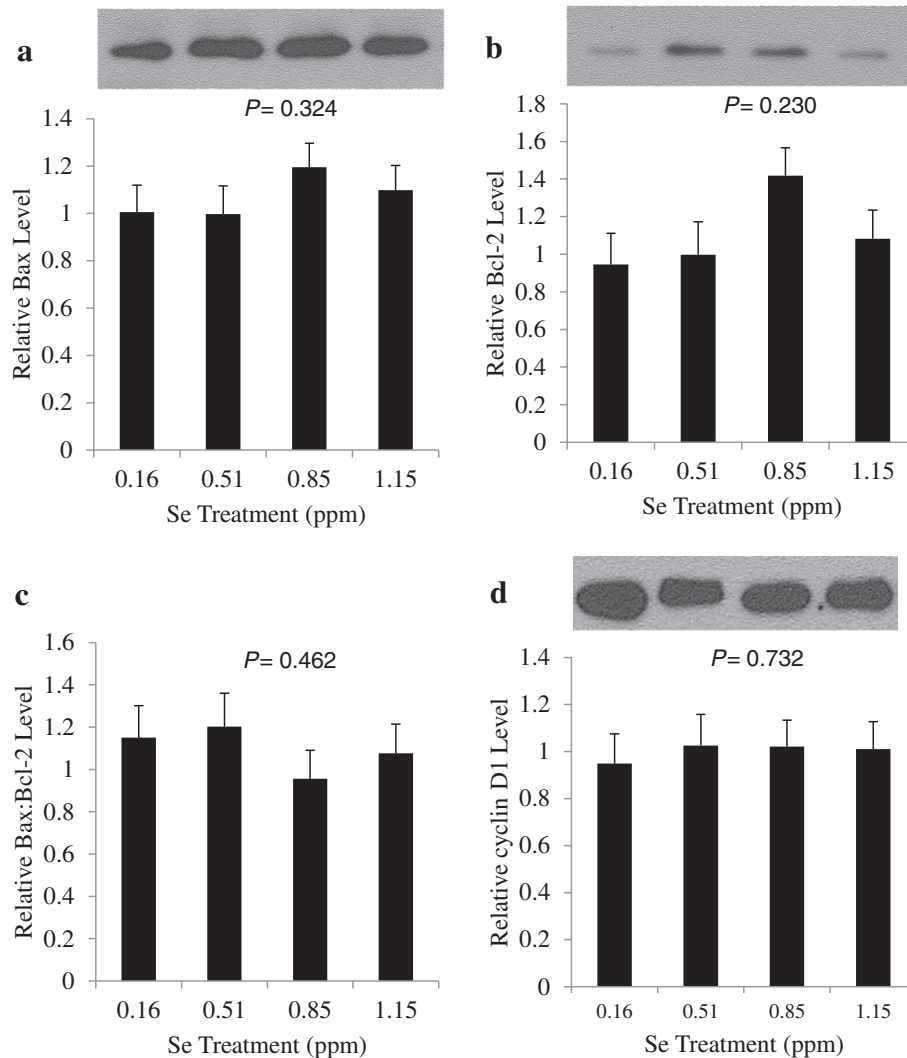 a
P= 0.324
1.4
1.2
1
0.8
0.6
0.4
0.2
0
Relative Bax Level
0.16 0.51 0.85 1.15
Se Treatment (ppm)
b
P= 0.230
1.8
1.6
1.4
1.2
1
0.8
0.6
0.4
0.2
0
Relative Bcl-2 Level
0.16 0.51 0.85 1.15
Se Treatment (ppm)
c
P= 0.462
1.6
1.4
1.2
1
0.8
0.6
0.4
0.2
0
Relative Bax:Bcl-2 Level
0.16 0.51 0.85 1.15
Se Treatment (ppm)
d
P= 0.732
1.4
1.2
1
0.8
0.6
0.4
0.2
0
Relative cyclin D1 Level
0.16 0.51 0.85 1.15
Se Treatment (ppm)